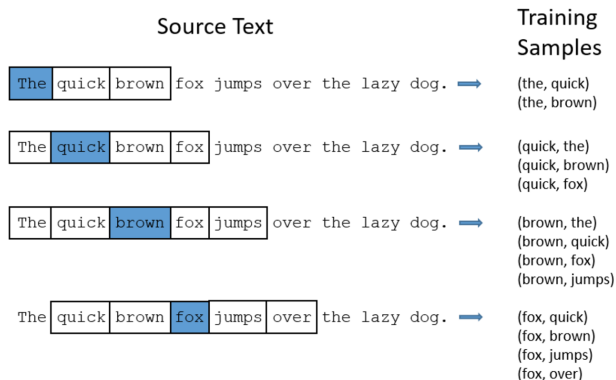 Source Text
Training
Samples
The quick brown fox jumps over the lazy dog.
(the, quick)
(the, brown)
The quick brown fox jumps over the lazy dog.
(quick, the)
(quick, brown)
(quick, fox)
The quick brown fox jumps over the lazy dog.
(brown, the)
(brown, quick)
(brown, fox)
(brown, jumps)
The quick brown fox jumps over the lazy dog.
(fox, quick)
(fox, brown)
(fox, jumps)
(fox, over)